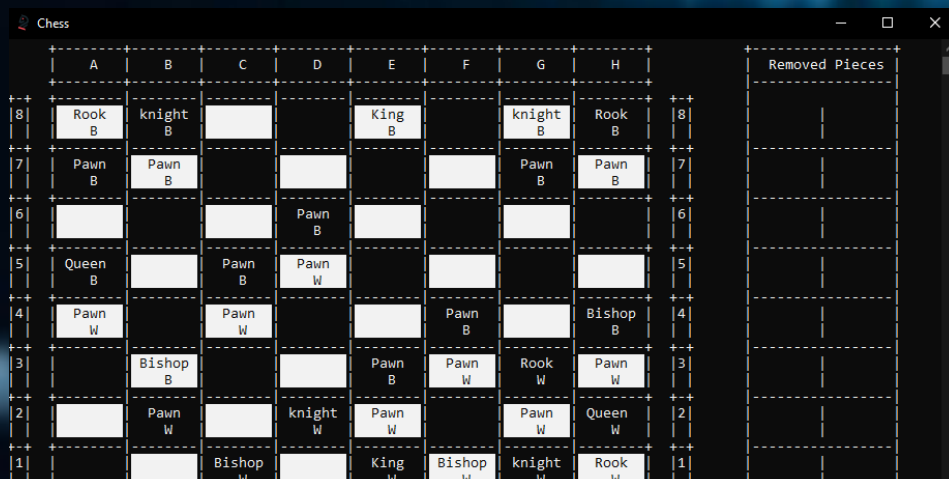 Chess
A B C D E F G H Removed Pieces
8 Rook knight King knight Rook 8
B B B B B
7 Pawn Pawn Pawn Pawn 7
B B B B
6 Pawn 6
B
5 Queen Pawn Pawn 5
B B W
4 Pawn Pawn Pawn Bishop 4
W W B B
3 Bishop Pawn Pawn Rook Pawn 3
B B W W W
2 Pawn knight Pawn Pawn Queen 2
W W W W W
1 Bishop King Bishop knight Rook 1
W W W W W